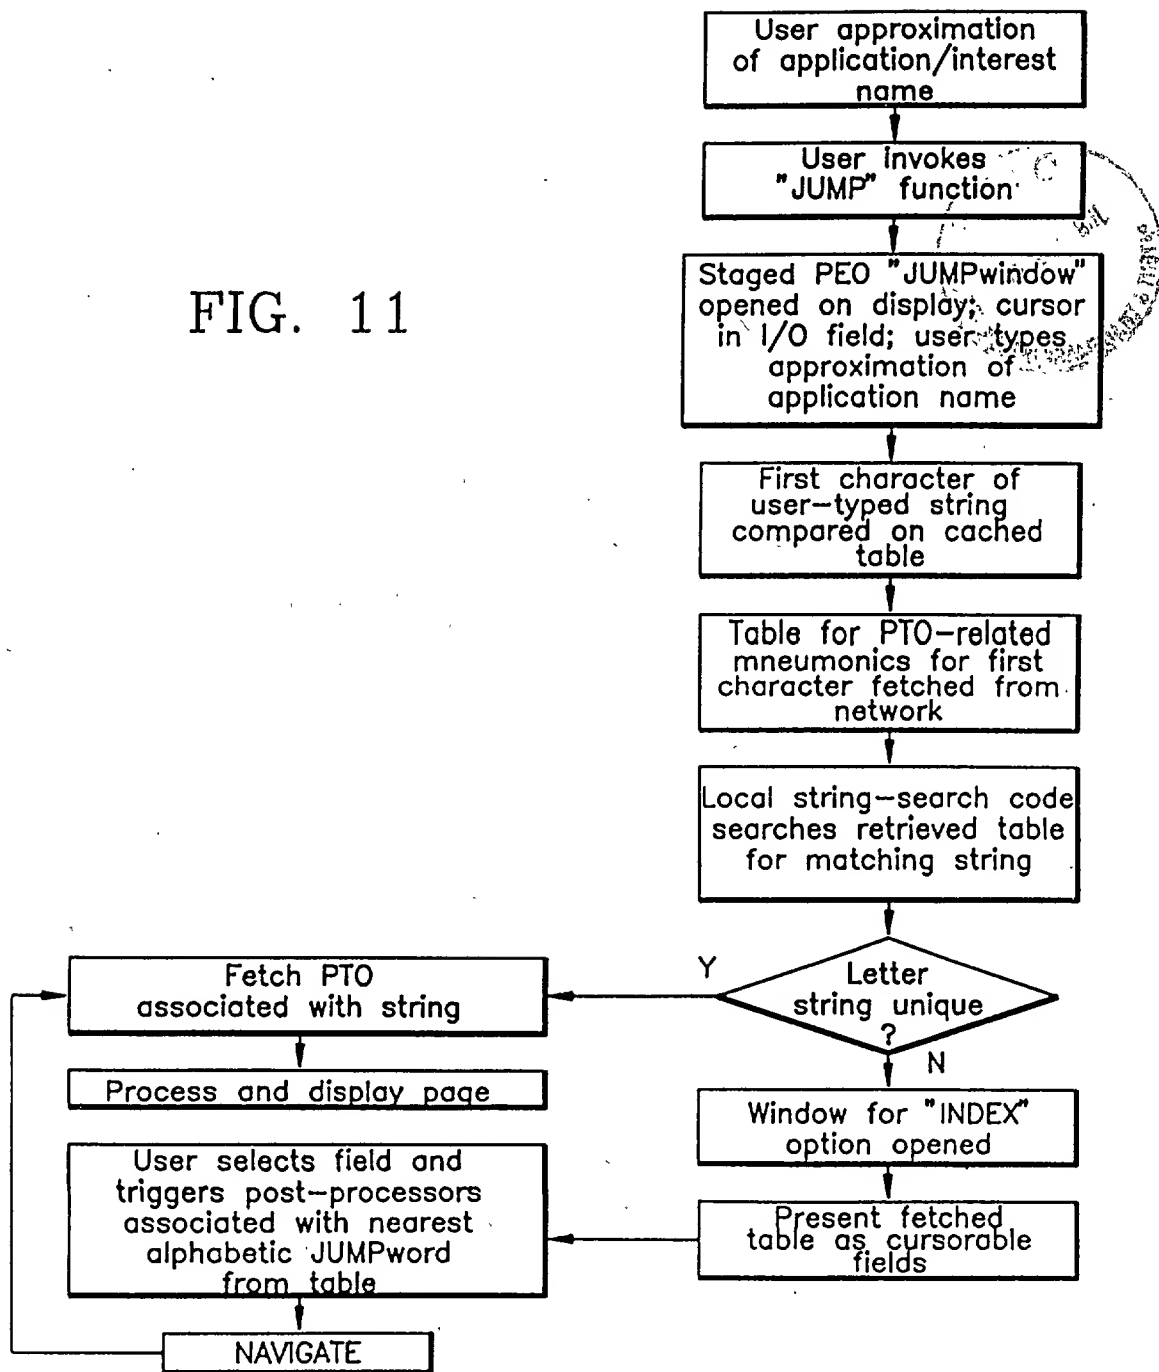 User approximation
of application/interest
name
User invokes
"JUMP" function
FIG. 11
Staged PEO "JUMPwindow"
opened on display; cursor
in I/O field; user types
approximation of
application name
First character of
user-typed string
compared on cached
table
Table for PTO-related
mneumonics for first
character fetched from
network
Local string-search code
searches retrieved table
for matching string
Letter
string unique
?
Y
N
Fetch PTO
associated with string
Process and display page
Window for "INDEX"
option opened
Present fetched
table as cursorable
fields
User selects field and
triggers post-processors
associated with nearest
alphabetic JUMPword
from table
NAVIGATE